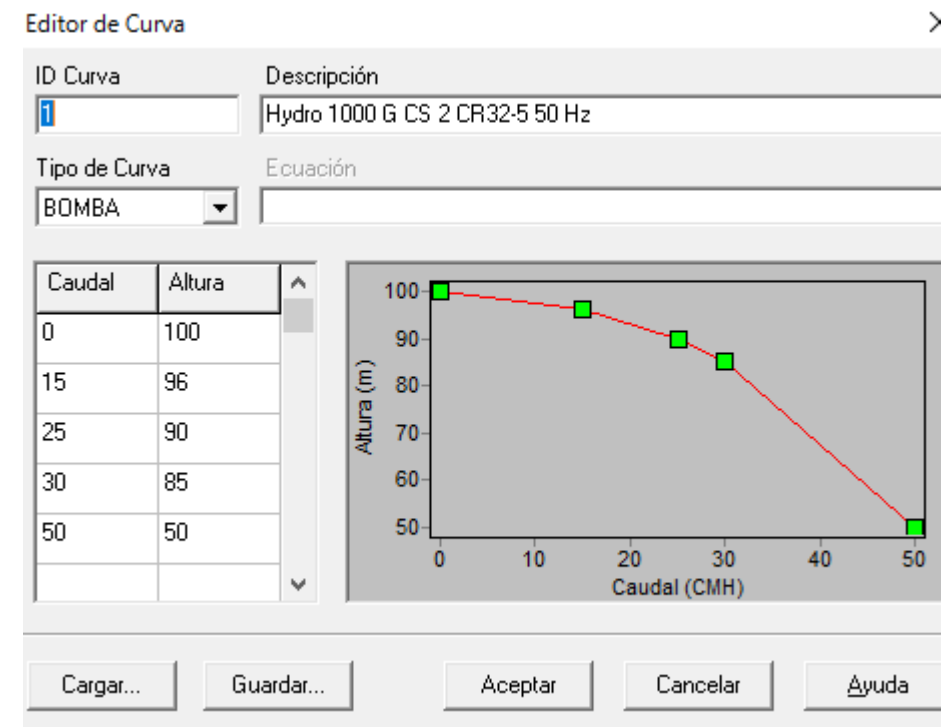 Editor de Curva
ID Curva Descripción
1 Hydro 1000 G CS 2 CR32-5 50 Hz
Tipo de Curva Ecuación
BOMBA
Caudal Altura
0 100
15 96
25 90
30 85
50 50
100
90
80
70
60
50
Altura (m)
0 10 20 30 40 50
Caudal (CMH)
Cargar... Guardar... Aceptar Cancelar Ayuda